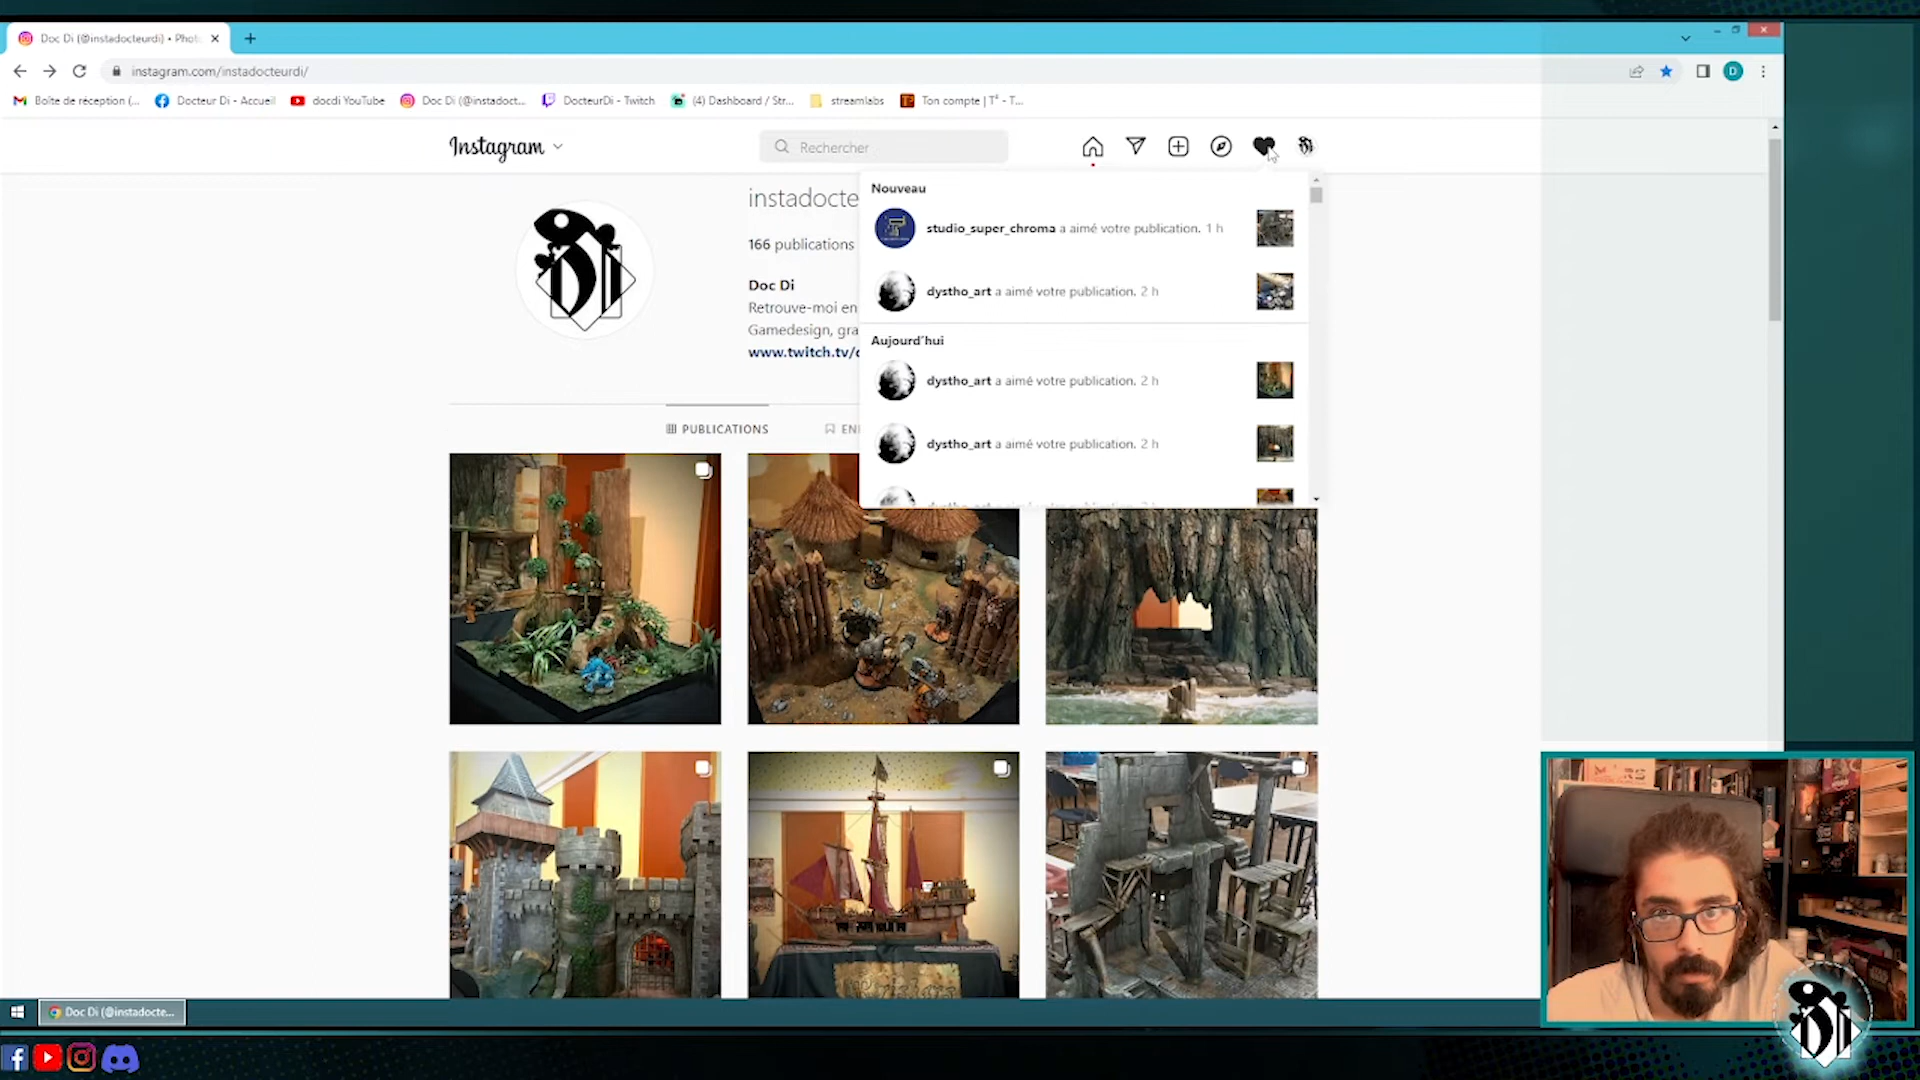 Doc Di (@instadocteurdi) • Phot
instagram.com/instadocteurdi/
D
Boîte de réception (...
Docteur Di - Accueil
docdi YouTube
Doc Di (@instadoct...
DocteurDi - Twitch
(4) Dashboard / Str...
streamlabs
Ton compte | T² - T...
Instagram
Rechercher
instadocte
166 publications
Doc Di
Retrouve-moi en
Gamedesign, gra
www.twitch.tv/
Nouveau
studio_super_chroma a aimé votre publication. 1 h
dystho_art a aimé votre publication. 2 h
Aujourd'hui
dystho_art a aimé votre publication. 2 h
dystho_art a aimé votre publication. 2 h
PUBLICATIONS
EN
DI
Doc Di (@instadocte...
DI